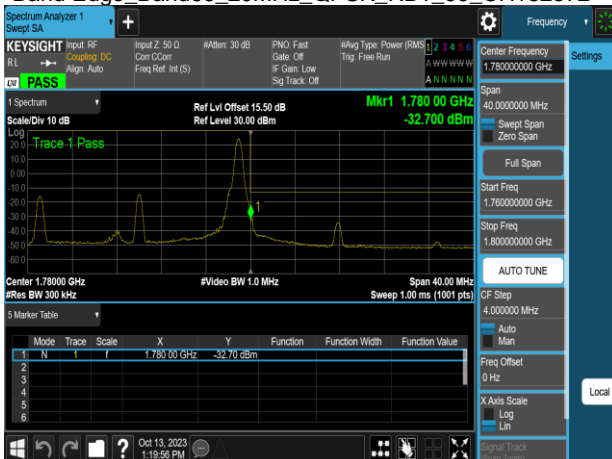 Spectrum Analyzer 1
Swept SA
+
Frequency
KEYSIGHT
Input: RF
Coupling: DC
Align: Auto
Input Z: 50 Ω
Corr CCorr
Freq Ref: Int (S)
#Atten: 30 dB
PNO: Fast
Gate: Off
IF Gain: Low
Sig Track: Off
#Avg Type: Power (RMS
Trig: Free Run
1 2 3 4 5 6
A W W W W W
A N N N N N
RL
PASS
1 Spectrum
Scale/Div 10 dB
Ref Lvl Offset 15.50 dB
Ref Level 30.00 dBm
Mkr1 1.780 00 GHz
-32.700 dBm
Log
Trace 1 Pass
20.0
10.0
0.00
-10.0
-20.0
-30.0
-40.0
-50.0
-60.0
1
Center 1.78000 GHz
#Video BW 1.0 MHz
Span 40.00 MHz
#Res BW 300 kHz
Sweep 1.00 ms (1001 pts)
5 Marker Table
Mode Trace Scale X Y Function Function Width Function Value
1 N 1 f 1.780 00 GHz -32.70 dBm
2
3
4
5
6
Oct 13, 2023
1:19:56 PM
?
Center Frequency
1.780000000 GHz
Span
40.0000000 MHz
Swept Span
Zero Span
Full Span
Start Freq
1.760000000 GHz
Stop Freq
1.800000000 GHz
AUTO TUNE
CF Step
4.000000 MHz
Auto
Man
Freq Offset
0 Hz
X Axis Scale
Log
Lin
Signal Track
Settings
Local